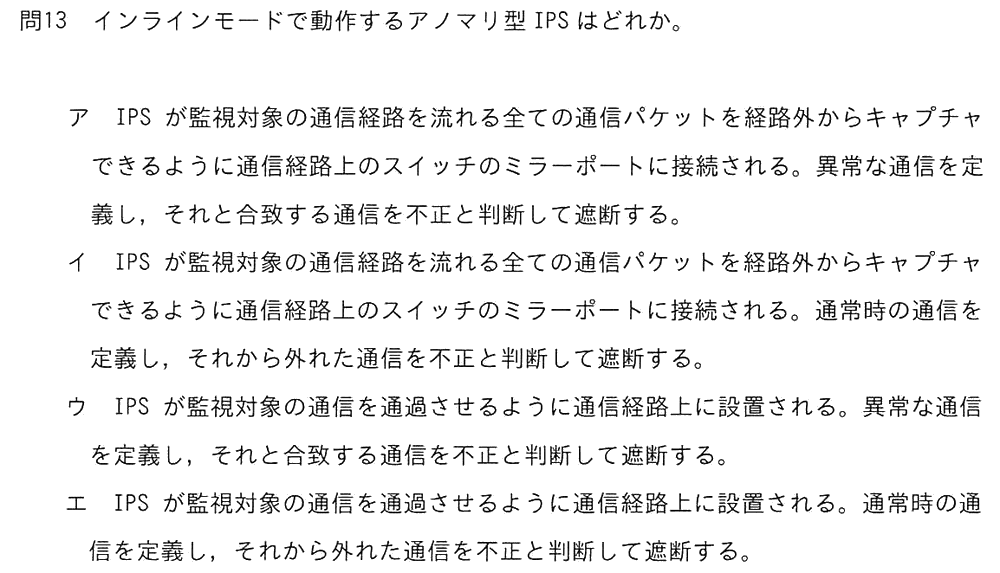 問13　インラインモードで動作するアノマリ型 IPS はどれか。
ア　IPS が監視対象の通信経路を流れる全ての通信パケットを経路外からキャプチャ
できるように通信経路上のスイッチのミラーポートに接続される。異常な通信を定
義し，それと合致する通信を不正と判断して遮断する。
イ　IPS が監視対象の通信経路を流れる全ての通信パケットを経路外からキャプチャ
できるように通信経路上のスイッチのミラーポートに接続される。通常時の通信を
定義し，それから外れた通信を不正と判断して遮断する。
ウ　IPS が監視対象の通信を通過させるように通信経路上に設置される。異常な通信
を定義し，それと合致する通信を不正と判断して遮断する。
エ　IPS が監視対象の通信を通過させるように通信経路上に設置される。通常時の通
信を定義し，それから外れた通信を不正と判断して遮断する。